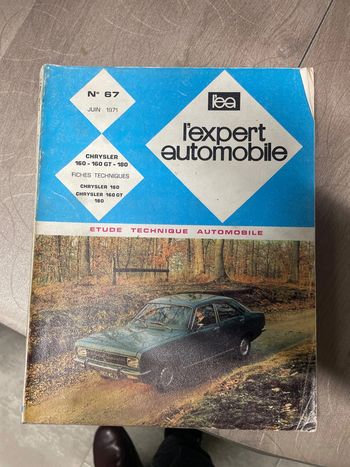 N° 67
JUIN 1971
CHRYSLER
160 - 160 GT - 180
FICHES TECHNIQUES
CHRYSLER 160
CHRYSLER 160 GT
180
l'ea
l'expert
automobile
ETUDE TECHNIQUE AUTOMOBILE